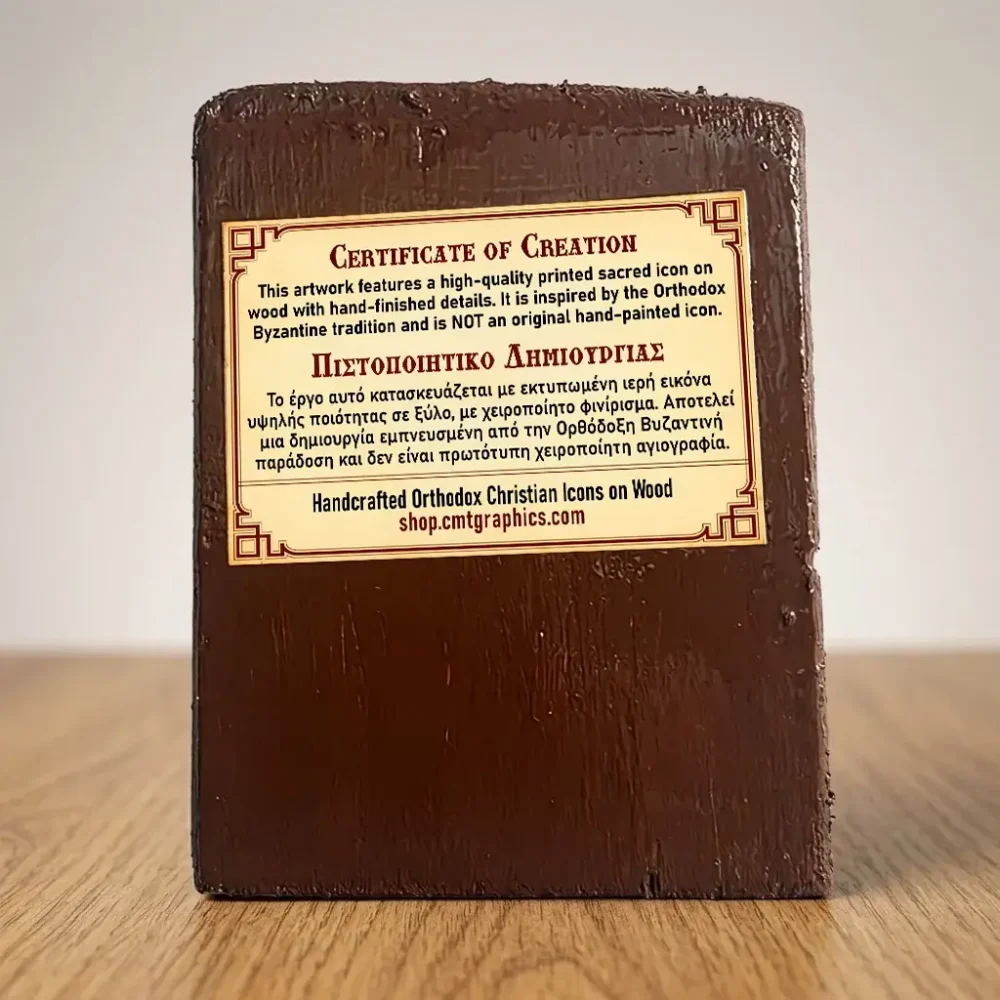 CERTIFICATE OF CREATION
This artwork features a high-quality printed sacred icon on
wood with hand-finished details. It is inspired by the Orthodox
Byzantine tradition and is NOT an original hand-painted icon.
ΠΙΣΤΟΠΟΙΗΤΙΚΟ ΔΗΜΙΟΥΡΓΙΑΣ
Το έργο αυτό κατασκευάζεται με εκτυπωμένη ιερή εικόνα
υψηλής ποιότητας σε ξύλο, με χειροποίητο φινίρισμα. Αποτελεί
μια δημιουργία εμπνευσμένη από την Ορθόδοξη Βυζαντινή
παράδοση και δεν είναι πρωτότυπη χειροποίητη αγιογραφία.
Handcrafted Orthodox Christian Icons on Wood
shop.cmtgraphics.com